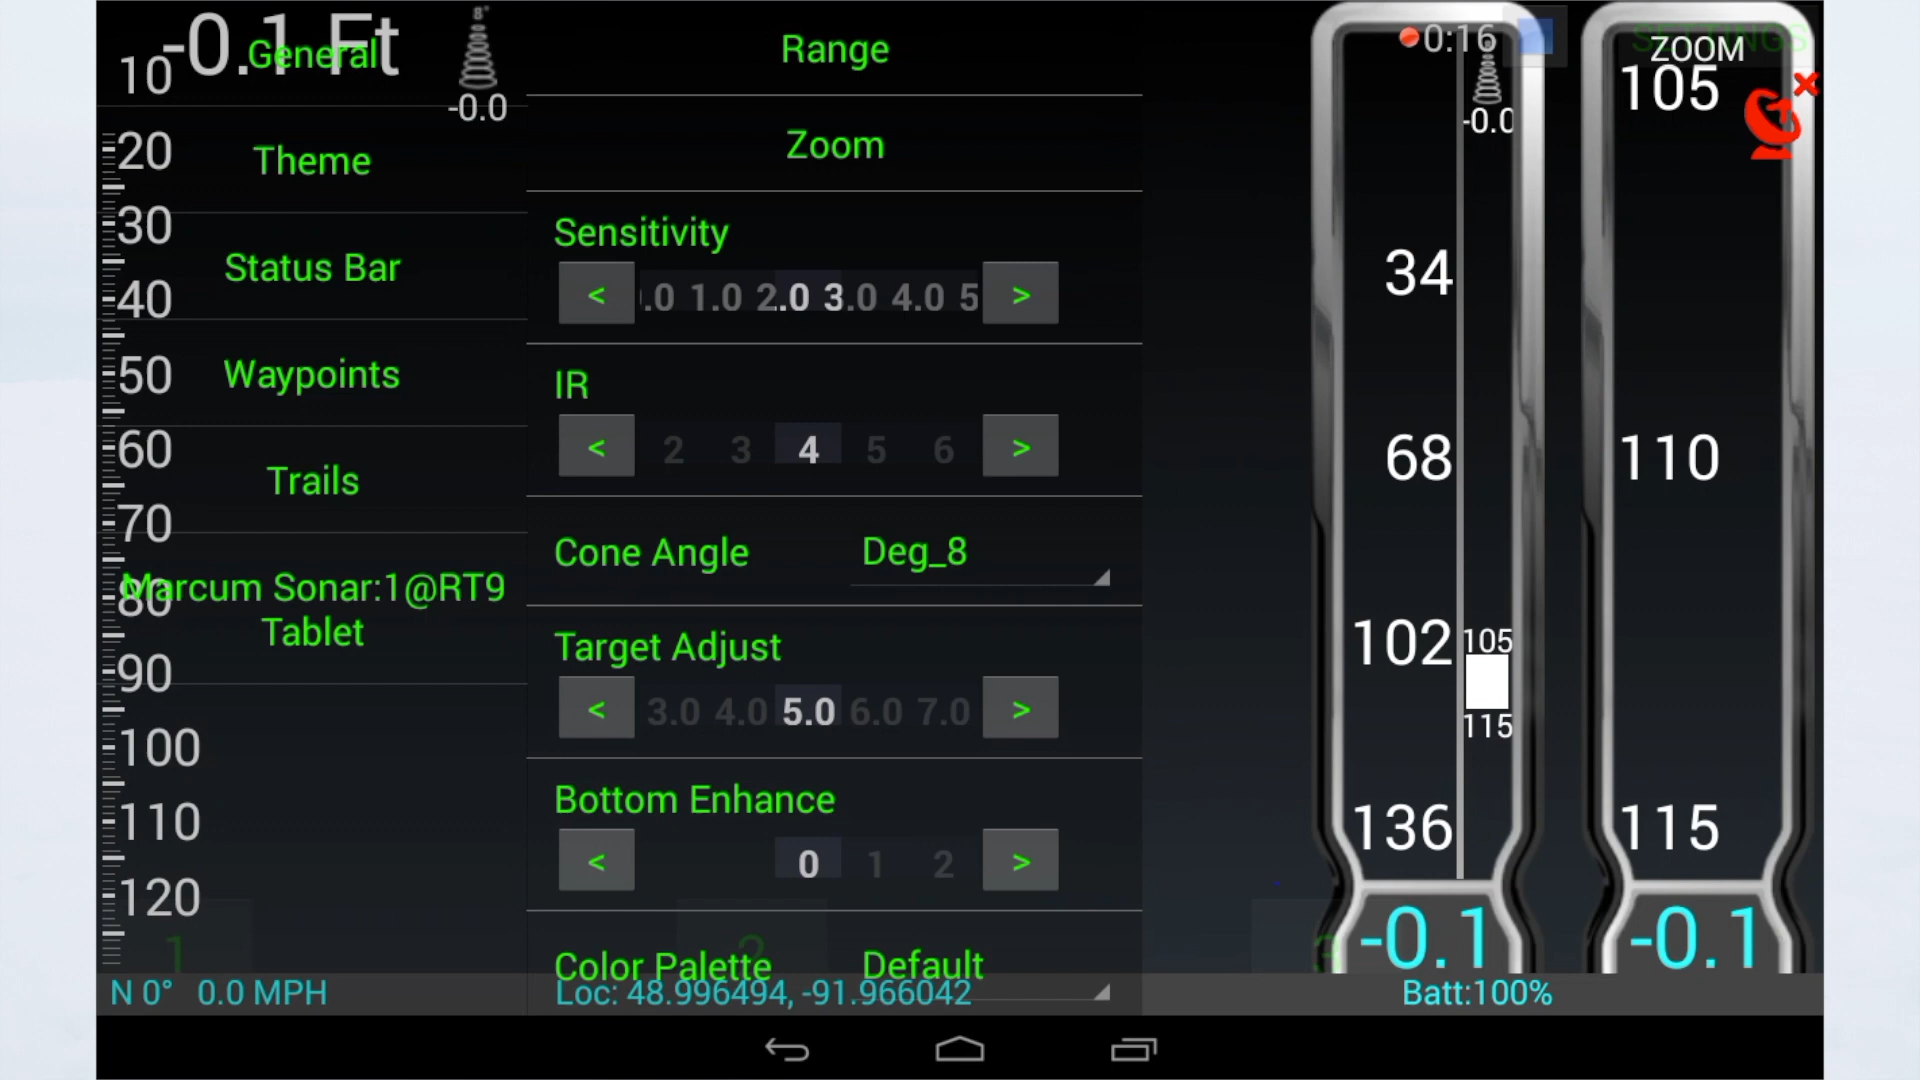 -0.1 Ft
8°
-0.0
10
20
30
40
50
60
70
80
90
100
110
120
General
Theme
Status Bar
Waypoints
Trails
Marcum Sonar:1@RT9
Tablet
1
Range
Zoom
Sensitivity
< .0 1.0 2.0 3.0 4.0 5 >
IR
< 2 3 4 5 6 >
Cone Angle Deg_8
Target Adjust
< 3.0 4.0 5.0 6.0 7.0 >
Bottom Enhance
< 0 1 2 >
2
Color Palette Default
0:16
-0.0
34
68
102
105
115
136
-0.1
3
SETTINGS
ZOOM
105
110
115
-0.1
N 0° 0.0 MPH
Loc: 48.996494, -91.966042
Batt:100%